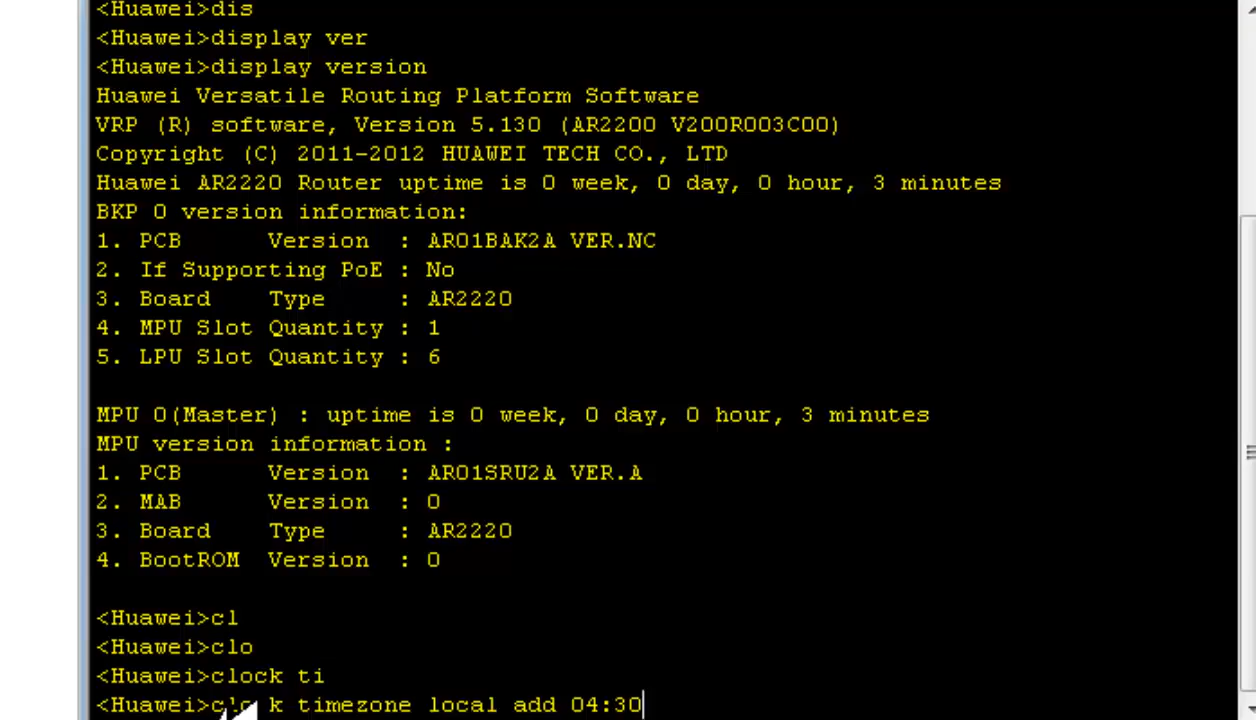 <Huawei>dis
<Huawei>display ver
<Huawei>display version
Huawei Versatile Routing Platform Software
VRP (R) software, Version 5.130 (AR2200 V200R003C00)
Copyright (C) 2011-2012 HUAWEI TECH CO., LTD
Huawei AR2220 Router uptime is 0 week, 0 day, 0 hour, 3 minutes
BKP 0 version information:
1. PCB      Version  : AR01BAK2A VER.NC
2. If Supporting PoE : No
3. Board    Type     : AR2220
4. MPU Slot Quantity : 1
5. LPU Slot Quantity : 6
MPU 0(Master) : uptime is 0 week, 0 day, 0 hour, 3 minutes
MPU version information :
1. PCB      Version  : AR01SRU2A VER.A
2. MAB      Version  : 0
3. Board    Type     : AR2220
4. BootROM  Version  : 0
<Huawei>cl
<Huawei>clo
<Huawei>clock ti
<Huawei>clock timezone local add 04:30